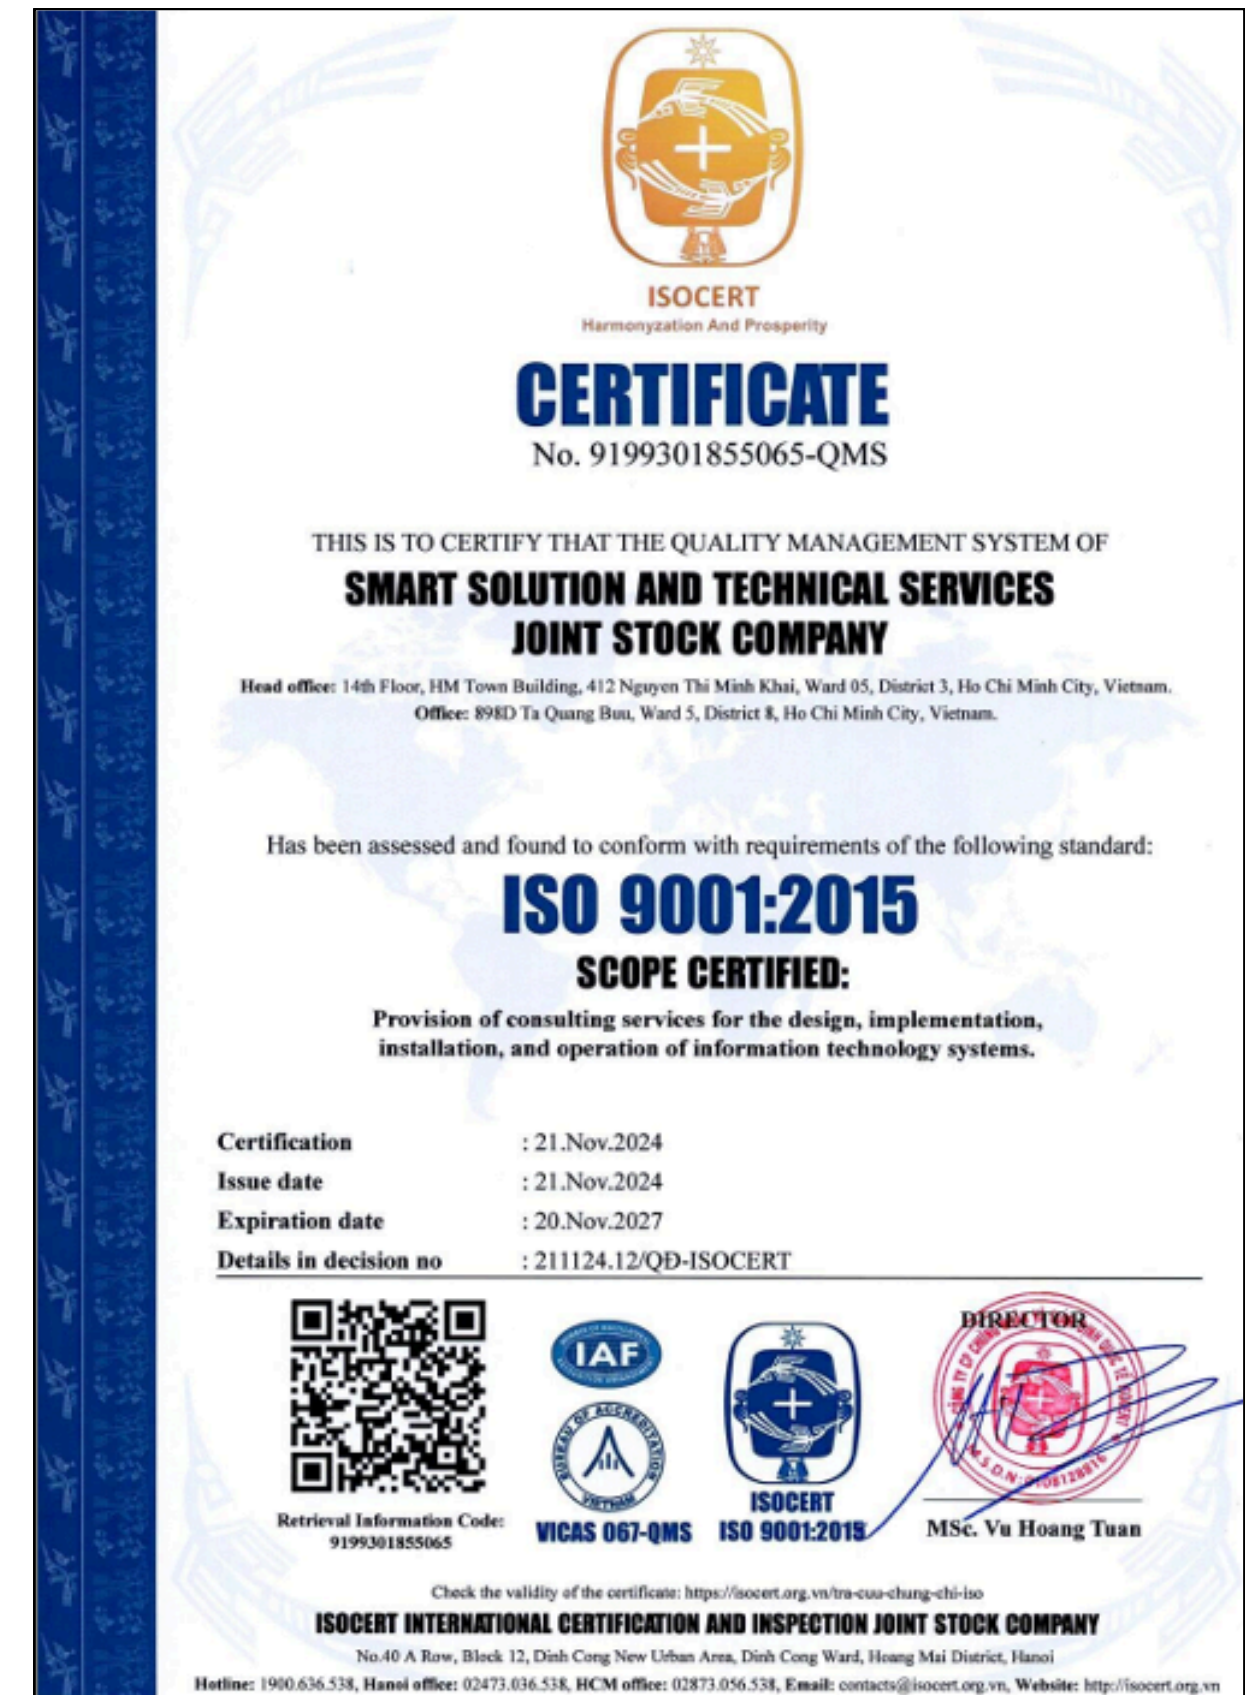 ISOCERT
Harmonyzation And Prosperity
CERTIFICATE
No. 9199301855065-QMS
THIS IS TO CERTIFY THAT THE QUALITY MANAGEMENT SYSTEM OF
SMART SOLUTION AND TECHNICAL SERVICES
JOINT STOCK COMPANY
Head office: 14th Floor, HM Town Building, 412 Nguyen Thi Minh Khai, Ward 05, District 3, Ho Chi Minh City, Vietnam.
Office: 898D Ta Quang Buu, Ward 5, District 8, Ho Chi Minh City, Vietnam.
Has been assessed and found to conform with requirements of the following standard:
ISO 9001:2015
SCOPE CERTIFIED:
Provision of consulting services for the design, implementation,
installation, and operation of information technology systems.
Certification : 21.Nov.2024
Issue date : 21.Nov.2024
Expiration date : 20.Nov.2027
Details in decision no : 211124.12/QĐ-ISOCERT
IAF
BUREAU OF ACCREDITATION
VIETNAM
VICAS 067-QMS
ISOCERT
ISO 9001:2015
DIRECTOR
M.S.D.N: 0108128816
MSc. Vu Hoang Tuan
Retrieval Information Code:
9199301855065
Check the validity of the certificate: https://isocert.org.vn/tra-cuu-chung-chi-iso
ISOCERT INTERNATIONAL CERTIFICATION AND INSPECTION JOINT STOCK COMPANY
No.40 A Row, Block 12, Dinh Cong New Urban Area, Dinh Cong Ward, Hoang Mai District, Hanoi
Hotline: 1900.636.538, Hanoi office: 02473.036.538, HCM office: 02873.056.538, Email: contacts@isocert.org.vn, Website: http://isocert.org.vn